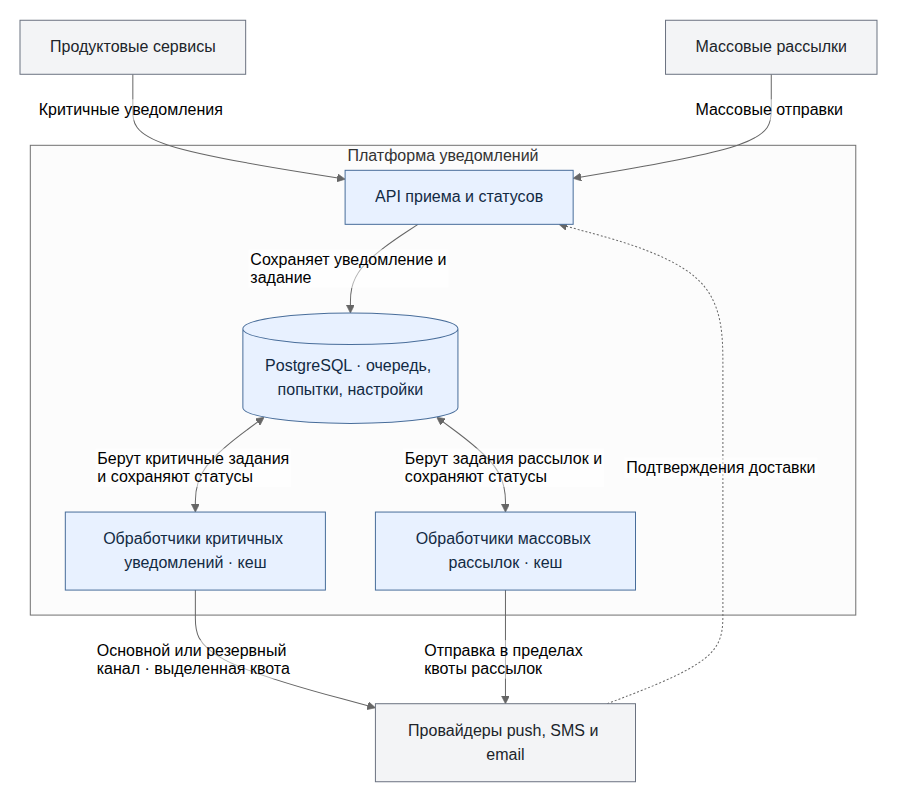 Продуктовые сервисы
Массовые рассылки
Критичные уведомления
Массовые отправки
Платформа уведомлений
API приема и статусов
Сохраняет уведомление и
задание
PostgreSQL · очередь,
попытки, настройки
Берут критичные задания
и сохраняют статусы
Берут задания рассылок и
сохраняют статусы
Подтверждения доставки
Обработчики критичных
уведомлений · кеш
Обработчики массовых
рассылок · кеш
Основной или резервный
канал · выделенная квота
Отправка в пределах
квоты рассылок
Провайдеры push, SMS и
email